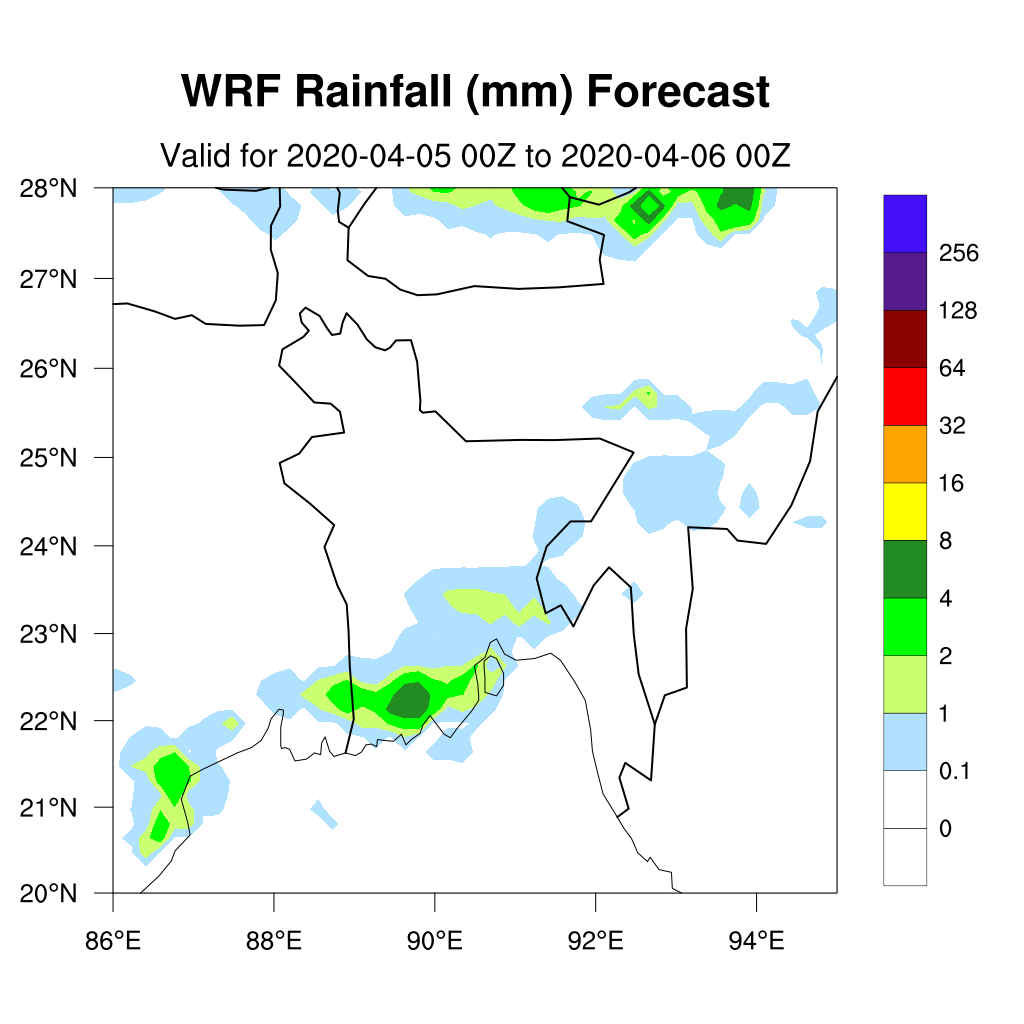 WRF Rainfall (mm) Forecast
Valid for 2020-04-05 00Z to 2020-04-06 00Z
28°N
27°N
26°N
25°N
24°N
23°N
22°N
21°N
20°N
86°E 88°E 90°E 92°E 94°E
256
128
64
32
16
8
4
2
1
0.1
0